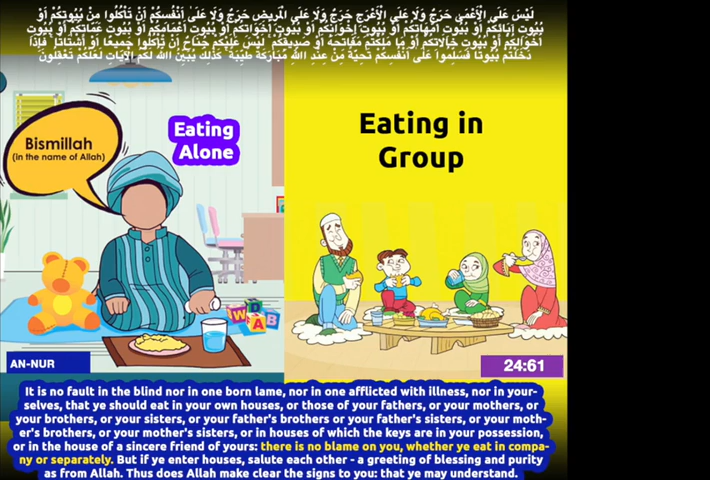 لَيْسَ عَلَى الْأَعْمَىٰ حَرَجٌ وَلَا عَلَى الْأَعْرَجِ حَرَجٌ وَلَا عَلَى الْمَرِيضِ حَرَجٌ وَلَا عَلَىٰ أَنْفُسِكُمْ أَنْ تَأْكُلُوا مِنْ بُيُوتِكُمْ أَوْ
بُيُوتِ آبَائِكُمْ أَوْ بُيُوتِ أُمَّهَاتِكُمْ أَوْ بُيُوتِ إِخْوَانِكُمْ أَوْ بُيُوتِ أَخَوَاتِكُمْ أَوْ بُيُوتِ أَعْمَامِكُمْ أَوْ بُيُوتِ عَمَّاتِكُمْ أَوْ بُيُوتِ
أَخْوَالِكُمْ أَوْ بُيُوتِ خَالَاتِكُمْ أَوْ مَا مَلَكْتُمْ مَفَاتِحَهُ أَوْ صَدِيقِكُمْ ۚ لَيْسَ عَلَيْكُمْ جُنَاحٌ أَنْ تَأْكُلُوا جَمِيعًا أَوْ أَشْتَاتًا ۚ فَإِذَا
دَخَلْتُمْ بُيُوتًا فَسَلِّمُوا عَلَىٰ أَنْفُسِكُمْ تَحِيَّةً مِنْ عِنْدِ اللَّهِ مُبَارَكَةً طَيِّبَةً ۚ كَذَٰلِكَ يُبَيِّنُ اللَّهُ لَكُمُ الْآيَاتِ لَعَلَّكُمْ تَعْقِلُونَ
Eating
Alone
Bismillah
(in the name of Allah)
Eating in
Group
W D
A B
AN-NUR
24:61
It is no fault in the blind nor in one born lame, nor in one afflicted with illness, nor in your-
selves, that ye should eat in your own houses, or those of your fathers, or your mothers, or
your brothers, or your sisters, or your father's brothers or your father's sisters, or your moth-
er's brothers, or your mother's sisters, or in houses of which the keys are in your possession,
or in the house of a sincere friend of yours: there is no blame on you, whether ye eat in compa-
ny or separately. But if ye enter houses, salute each other - a greeting of blessing and purity
as from Allah. Thus does Allah make clear the signs to you: that ye may understand.